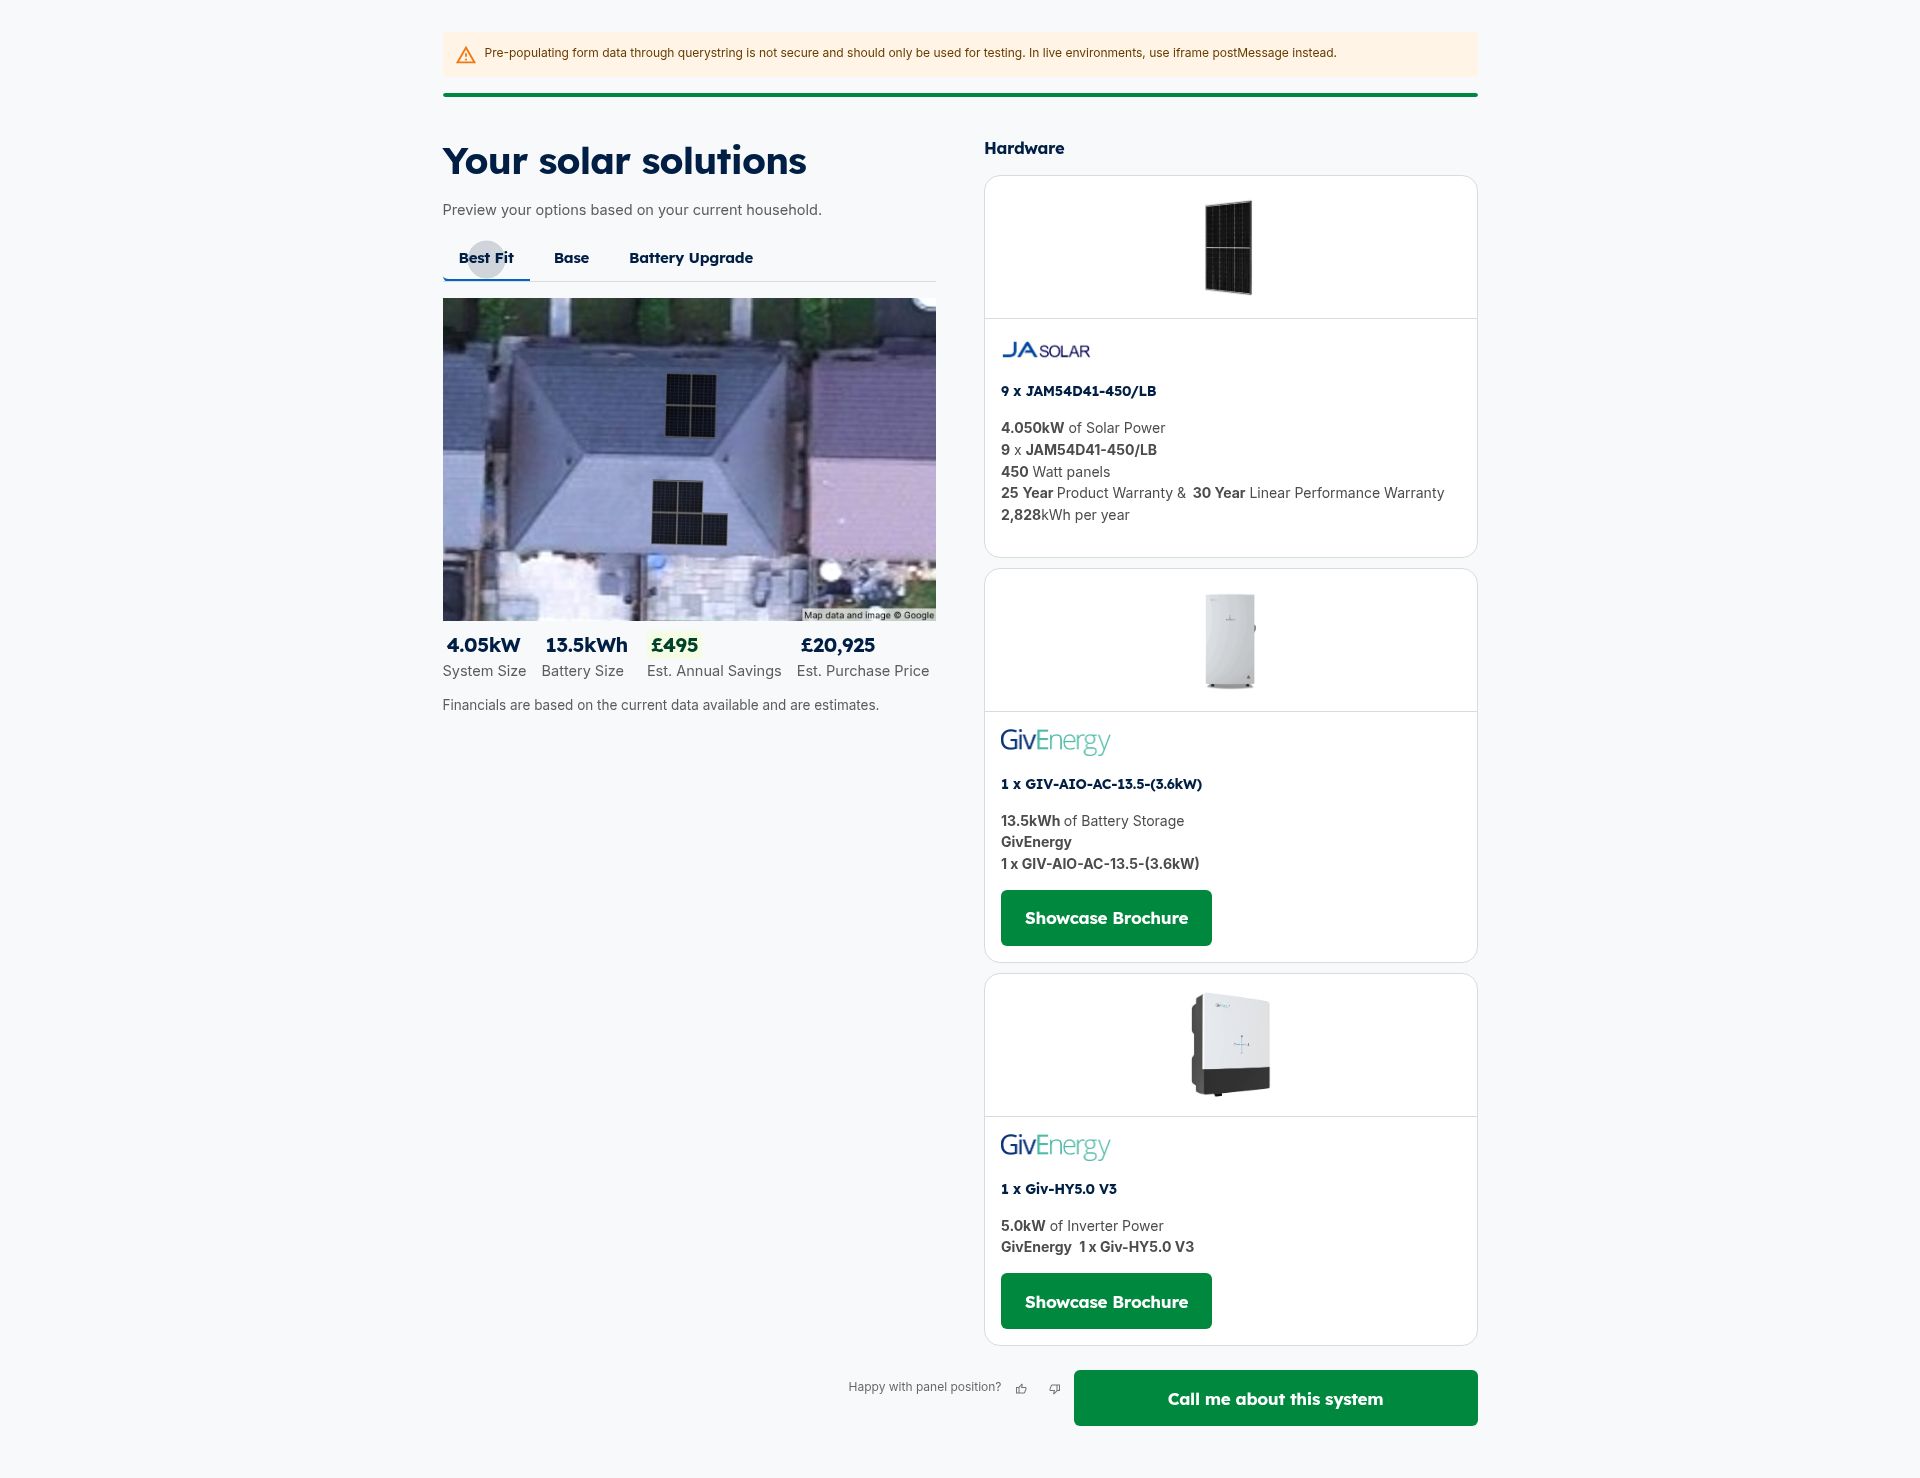 Pre-populating form data through querystring is not secure and should only be used for testing. In live environments, use iframe postMessage instead.
Your solar solutions
Preview your options based on your current household.
Best Fit
Base
Battery Upgrade
Map data and image © Google
4.05kW
System Size
13.5kWh
Battery Size
£495
Est. Annual Savings
£20,925
Est. Purchase Price
Financials are based on the current data available and are estimates.
Hardware
JA SOLAR
9 x JAM54D41-450/LB
4.050kW of Solar Power
9 x JAM54D41-450/LB
450 Watt panels
25 Year Product Warranty & 30 Year Linear Performance Warranty
2,828kWh per year
GivEnergy
1 x GIV-AIO-AC-13.5-(3.6kW)
13.5kWh of Battery Storage
GivEnergy
1 x GIV-AIO-AC-13.5-(3.6kW)
Showcase Brochure
GivEnergy
1 x Giv-HY5.0 V3
5.0kW of Inverter Power
GivEnergy 1 x Giv-HY5.0 V3
Showcase Brochure
Happy with panel position?
Call me about this system